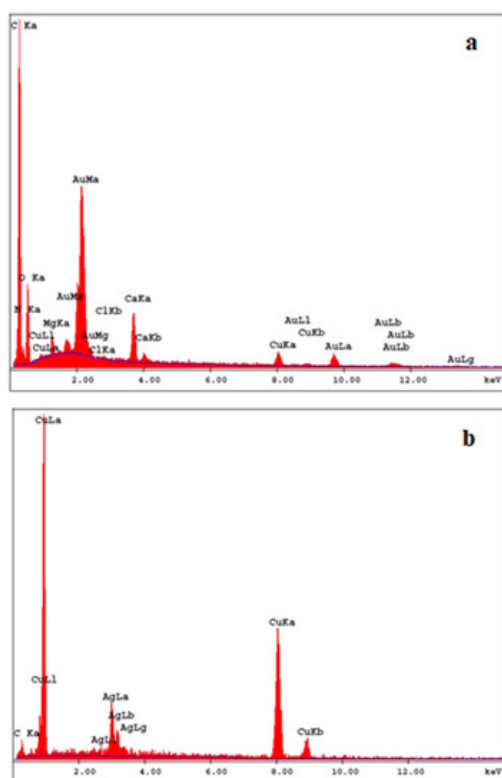 C Ka
a
AuMa
O Ka
AuMz
N Ka
ClKb
CaKa
MgKa
AuLl
AuLb
CuLl
AuMg
CuKb
AuLb
CuLa
ClKa
CaKb
CuKa
AuLa
AuLb
AuLg
2.00 4.00 6.00 8.00 10.00 12.00 keV
CuLa
b
CuKa
CuLl
AgLa
AgLb
AgLg
C Ka
AgLl
CuKb
2.00 4.00 6.00 8.00 10.00 12.00 keV